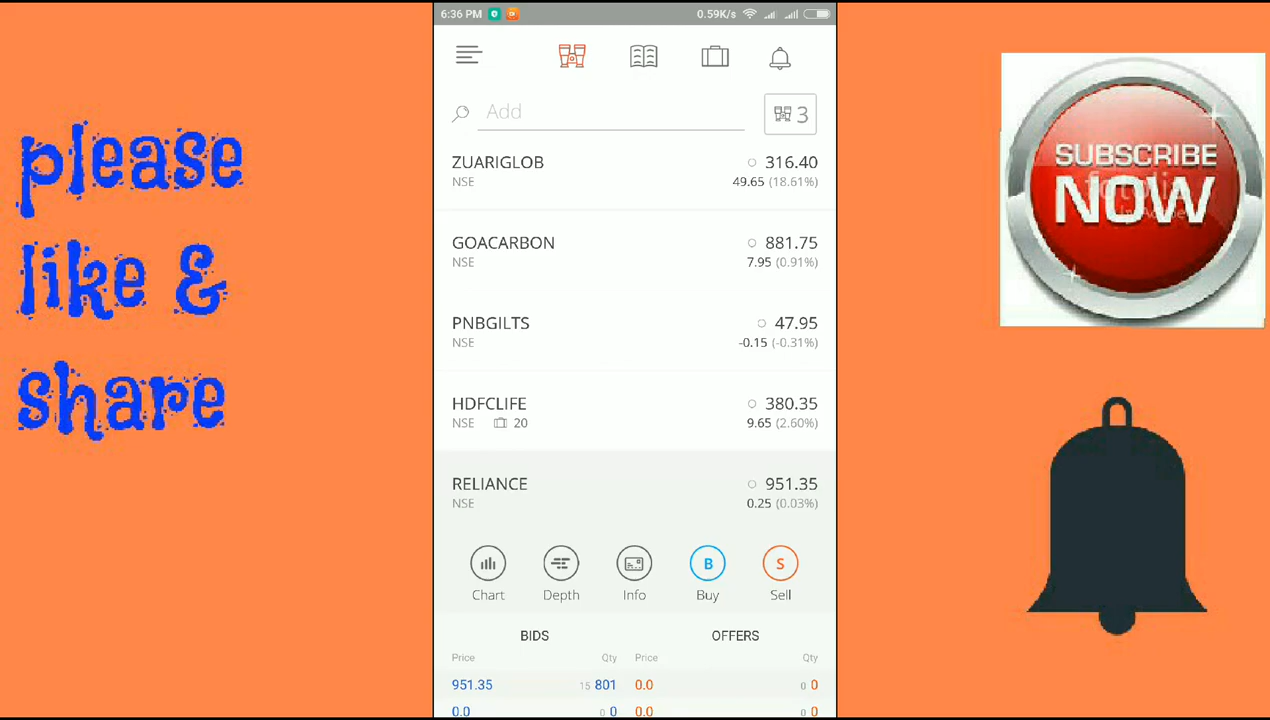 please
like &
share
6:36 PM 0.59K/s
Add
3
ZUARIGLOB 316.40
NSE 49.65 (18.61%)
GOACARBON 881.75
NSE 7.95 (0.91%)
PNBGILTS 47.95
NSE -0.15 (-0.31%)
HDFCLIFE 380.35
NSE 20 9.65 (2.60%)
RELIANCE 951.35
NSE 0.25 (0.03%)
B S
Chart Depth Info Buy Sell
BIDS OFFERS
Price Qty Price Qty
951.35 15 801 0.0 0 0
0.0 0 0 0.0 0 0
SUBSCRIBE
NOW